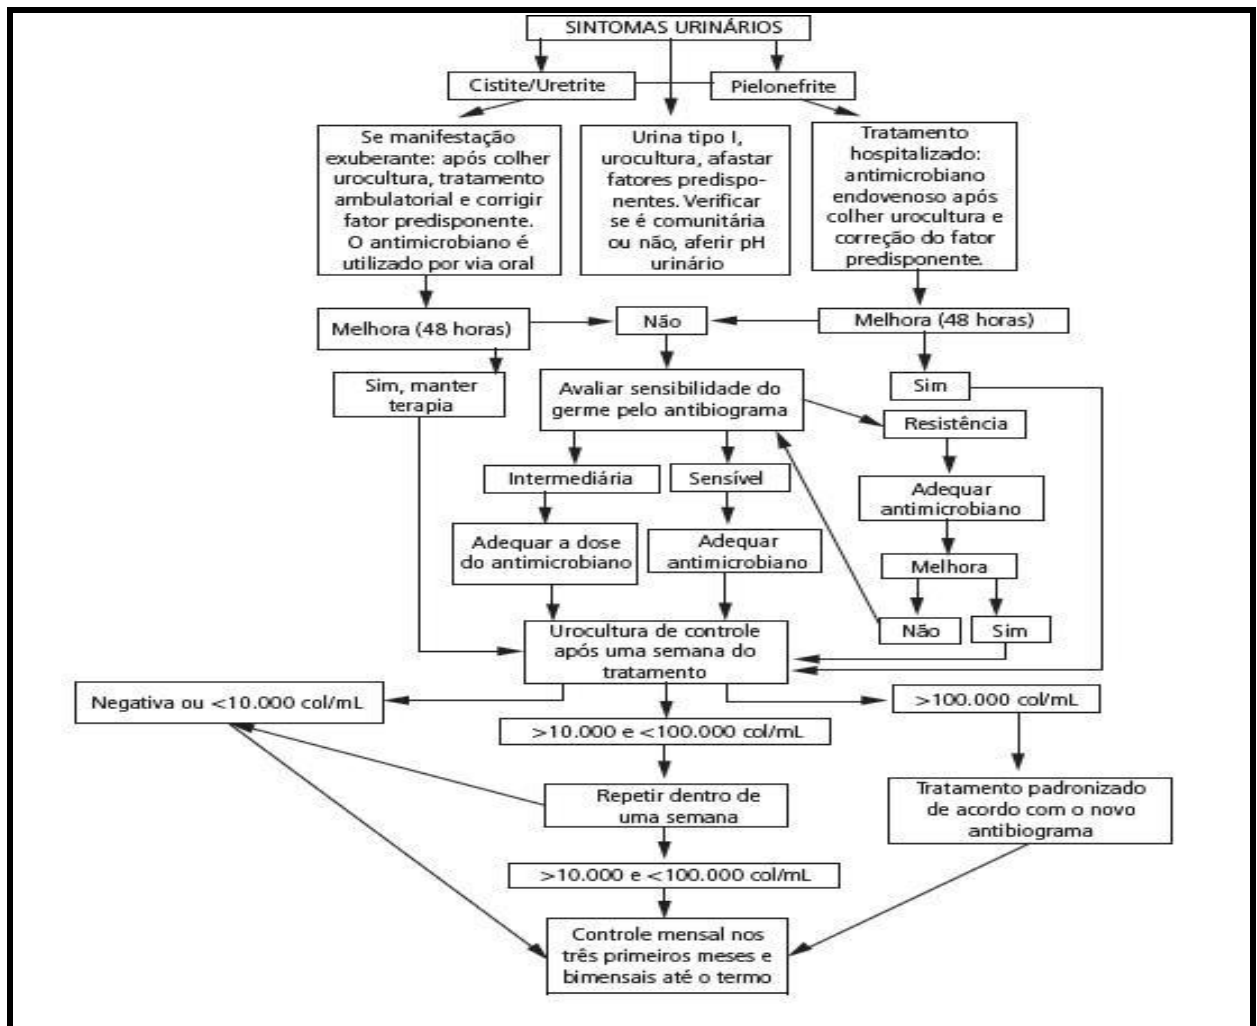 SINTOMAS URINÁRIOS
Cistite/Uretrite
Pielonefrite
Se manifestação
exuberante: após colher
urocultura, tratamento
ambulatorial e corrigir
fator predisponente.
O antimicrobiano é
utilizado por via oral
Urina tipo I,
urocultura, afastar
fatores predispo-
nentes. Verificar
se é comunitária
ou não, aferir pH
urinário
Tratamento
hospitalizado:
antimicrobiano
endovenoso após
colher urocultura e
correção do fator
predisponente.
Melhora (48 horas)
Não
Melhora (48 horas)
Sim, manter
terapia
Avaliar sensibilidade do
germe pelo antibiograma
Sim
Resistência
Intermediária
Sensível
Adequar
antimicrobiano
Adequar a dose
do antimicrobiano
Adequar
antimicrobiano
Melhora
Não
Sim
Urocultura de controle
após uma semana do
tratamento
Negativa ou <10.000 col/mL
>10.000 e <100.000 col/mL
>100.000 col/mL
Repetir dentro de
uma semana
Tratamento padronizado
de acordo com o novo
antibiograma
>10.000 e <100.000 col/mL
Controle mensal nos
três primeiros meses e
bimensais até o termo